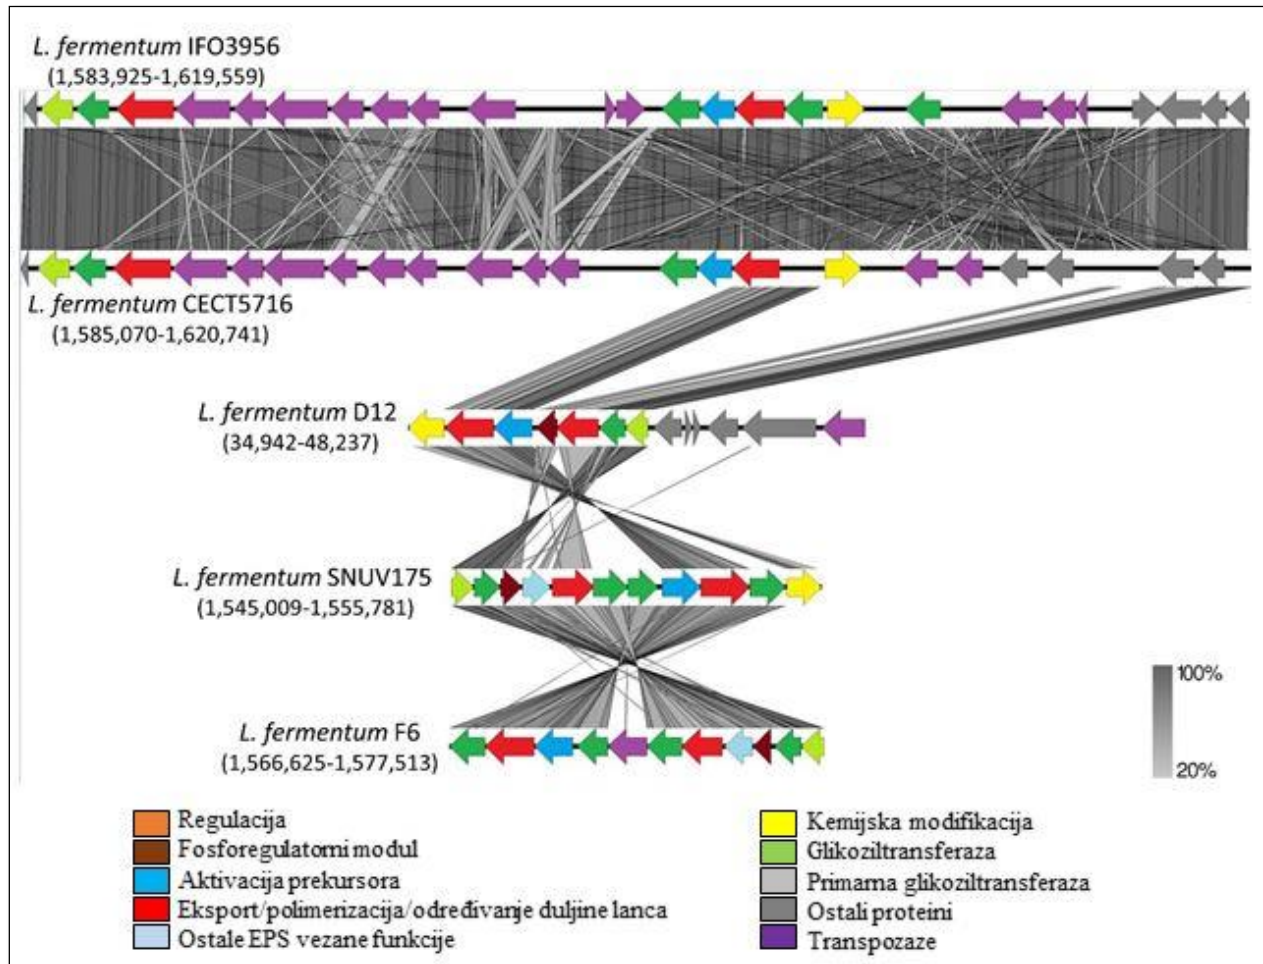 L. fermentum IFO3956
(1,583,925-1,619,559)
L. fermentum CECT5716
(1,585,070-1,620,741)
L. fermentum D12
(34,942-48,237)
L. fermentum SNUV175
(1,545,009-1,555,781)
L. fermentum F6
(1,566,625-1,577,513)
100%
20%
Regulacija
Fosforegulatorni modul
Aktivacija prekursora
Eksport/polimerizacija/određivanje duljine lanca
Ostale EPS vezane funkcije
Kemijska modifikacija
Glikoziltransferaza
Primarna glikoziltransferaza
Ostali proteini
Transpozaze